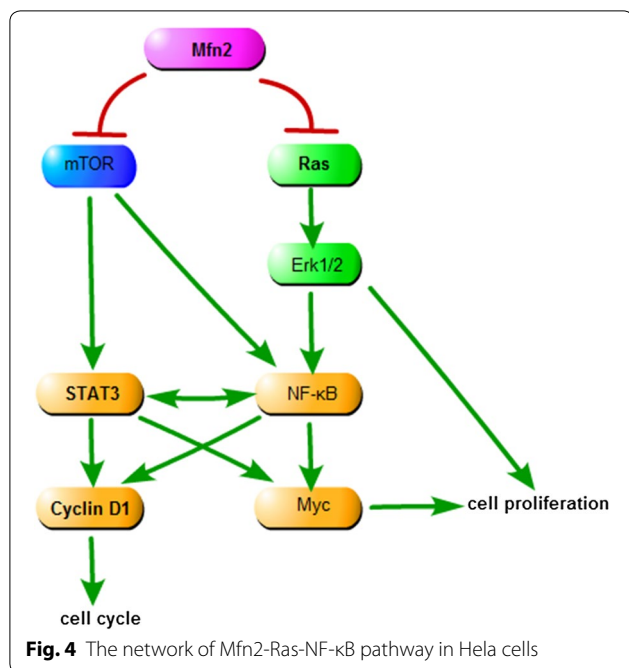 Mfn2
mTOR
Ras
Erk1/2
STAT3
NF-κB
Cyclin D1
Myc
cell proliferation
cell cycle
Fig. 4 The network of Mfn2-Ras-NF-κB pathway in Hela cells